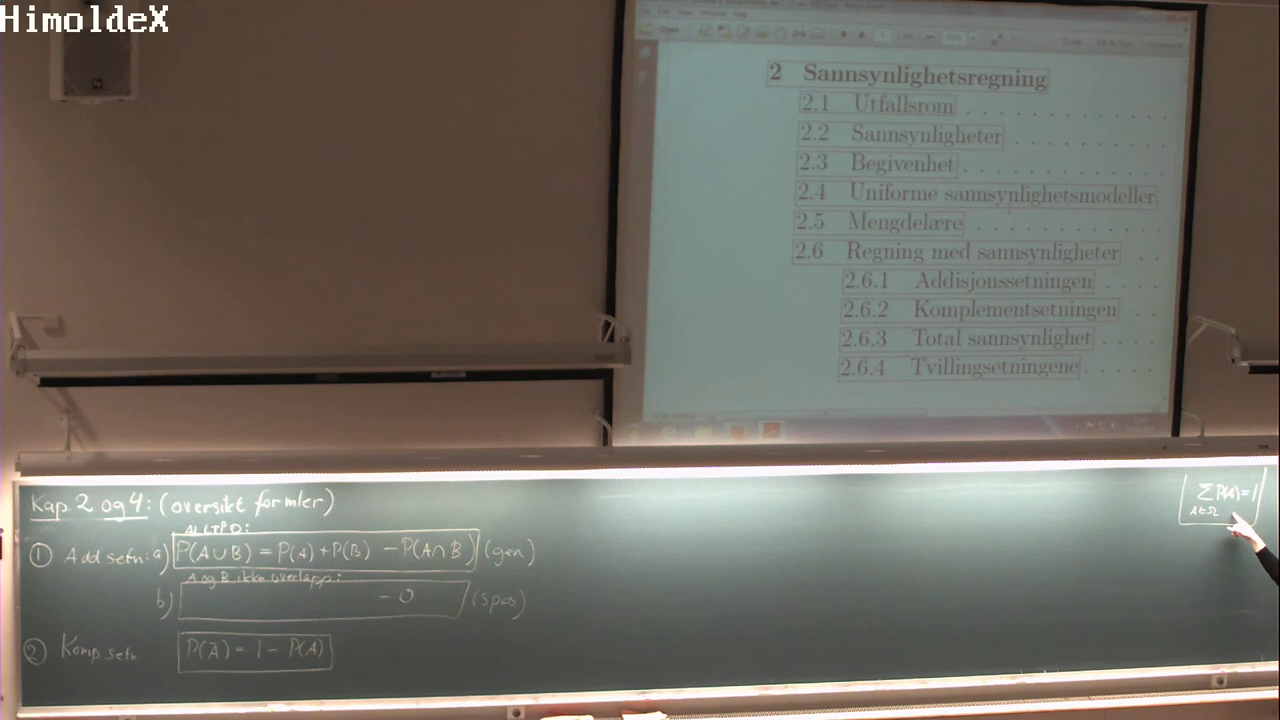 HimoldeX
2 Sannsynlighetsregning
2.1 Utfallsrom
2.2 Sannsynligheter
2.3 Begivenhet
2.4 Uniforme sannsynlighetsmodeller
2.5 Mengdelære
2.6 Regning med sannsynligheter
2.6.1 Addisjonssetningen
2.6.2 Komplementsetningen
2.6.3 Total sannsynlighet
2.6.4 Tvillingsetningene
Kap. 2 og 4: (oversikt formler)
ALLTID:
① Add setn: a) P(A∪B) = P(A) + P(B) - P(A∩B) (gen)
A og B ikke overlapp:
b) - 0 (spes)
② Komp setn P(Ā) = 1 - P(A)
∑ P(A) = 1
A∈Ω